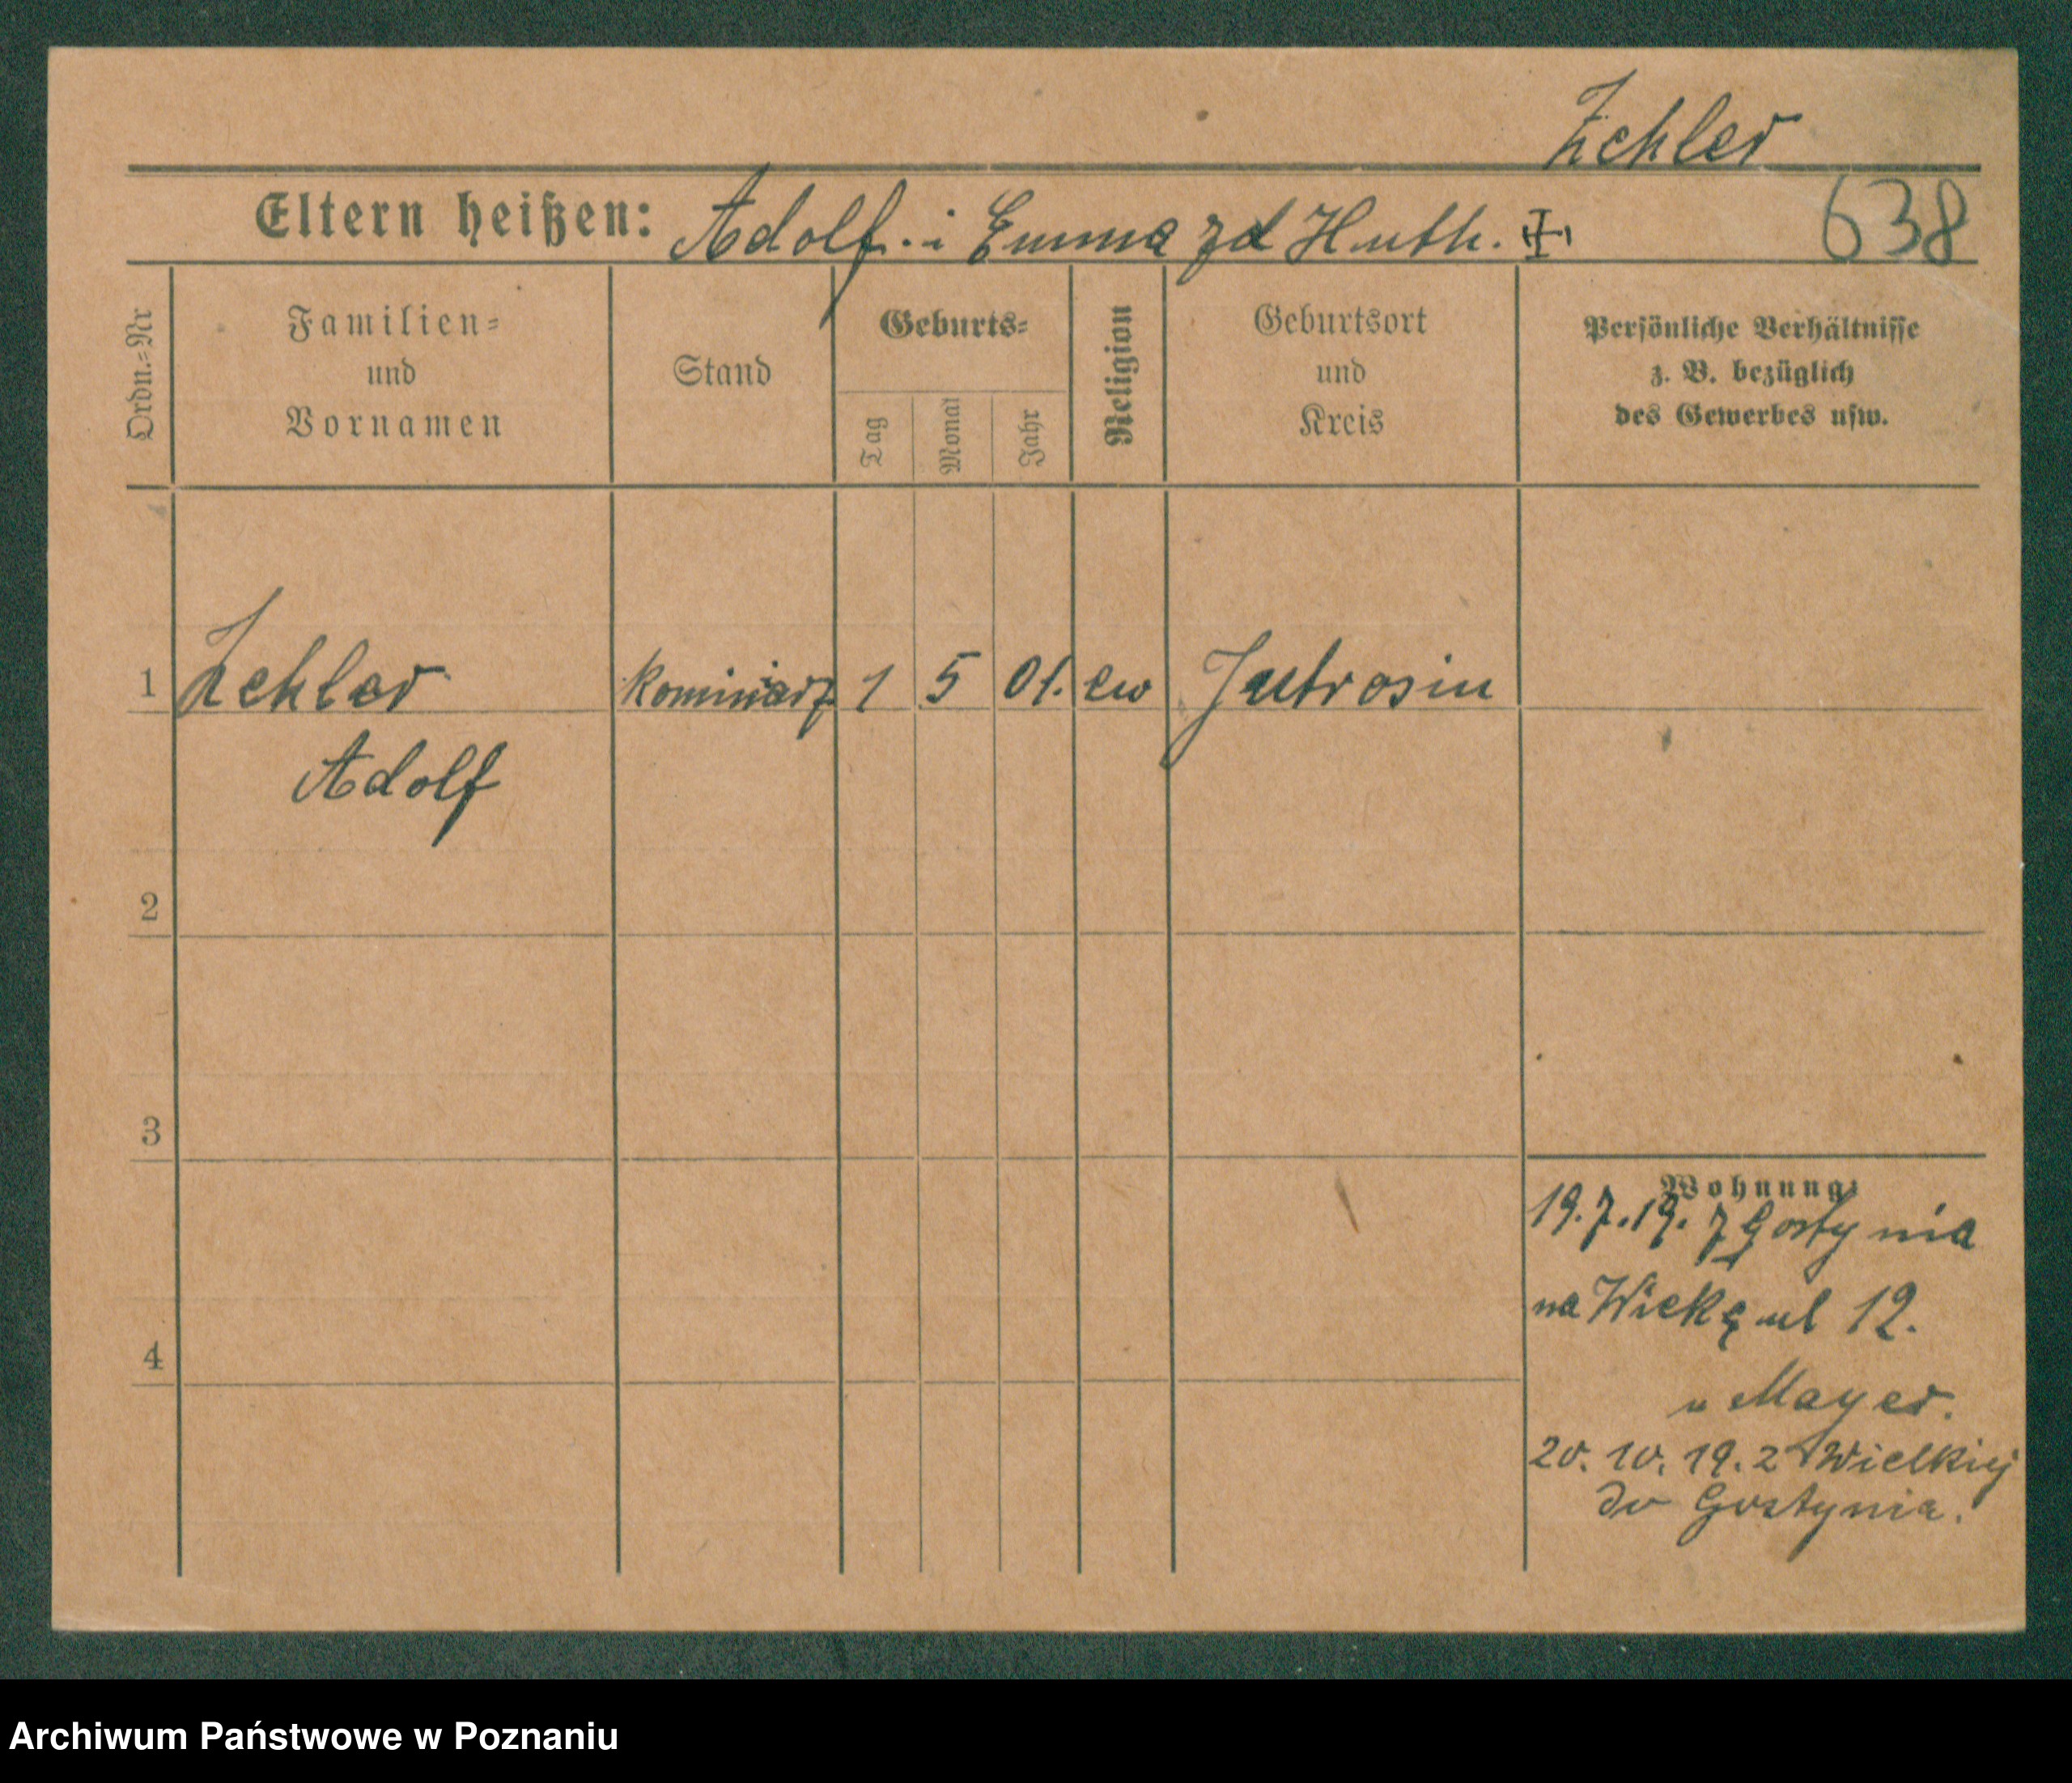 Zehler
Eltern heißen: Adolf. i Emma zd Huth.
638
Ordn.=Nr
Familien=
und
Vornamen
Stand
Geburts=
Tag
Monat
Jahr
Religion
Geburtsort
und
Kreis
Persönliche Verhältnisse
z. B. bezüglich
des Gewerbes usw.
1 Zehler kominiarz 1 5 01. ew Jutrosin
Adolf
2
3
Wohnung:
19.7.19. z Gostynia
na Wielką ul 12.
4
u Mayer.
20. 10. 19. z Wielkiej
do Gostynia.
Archiwum Państwowe w Poznaniu